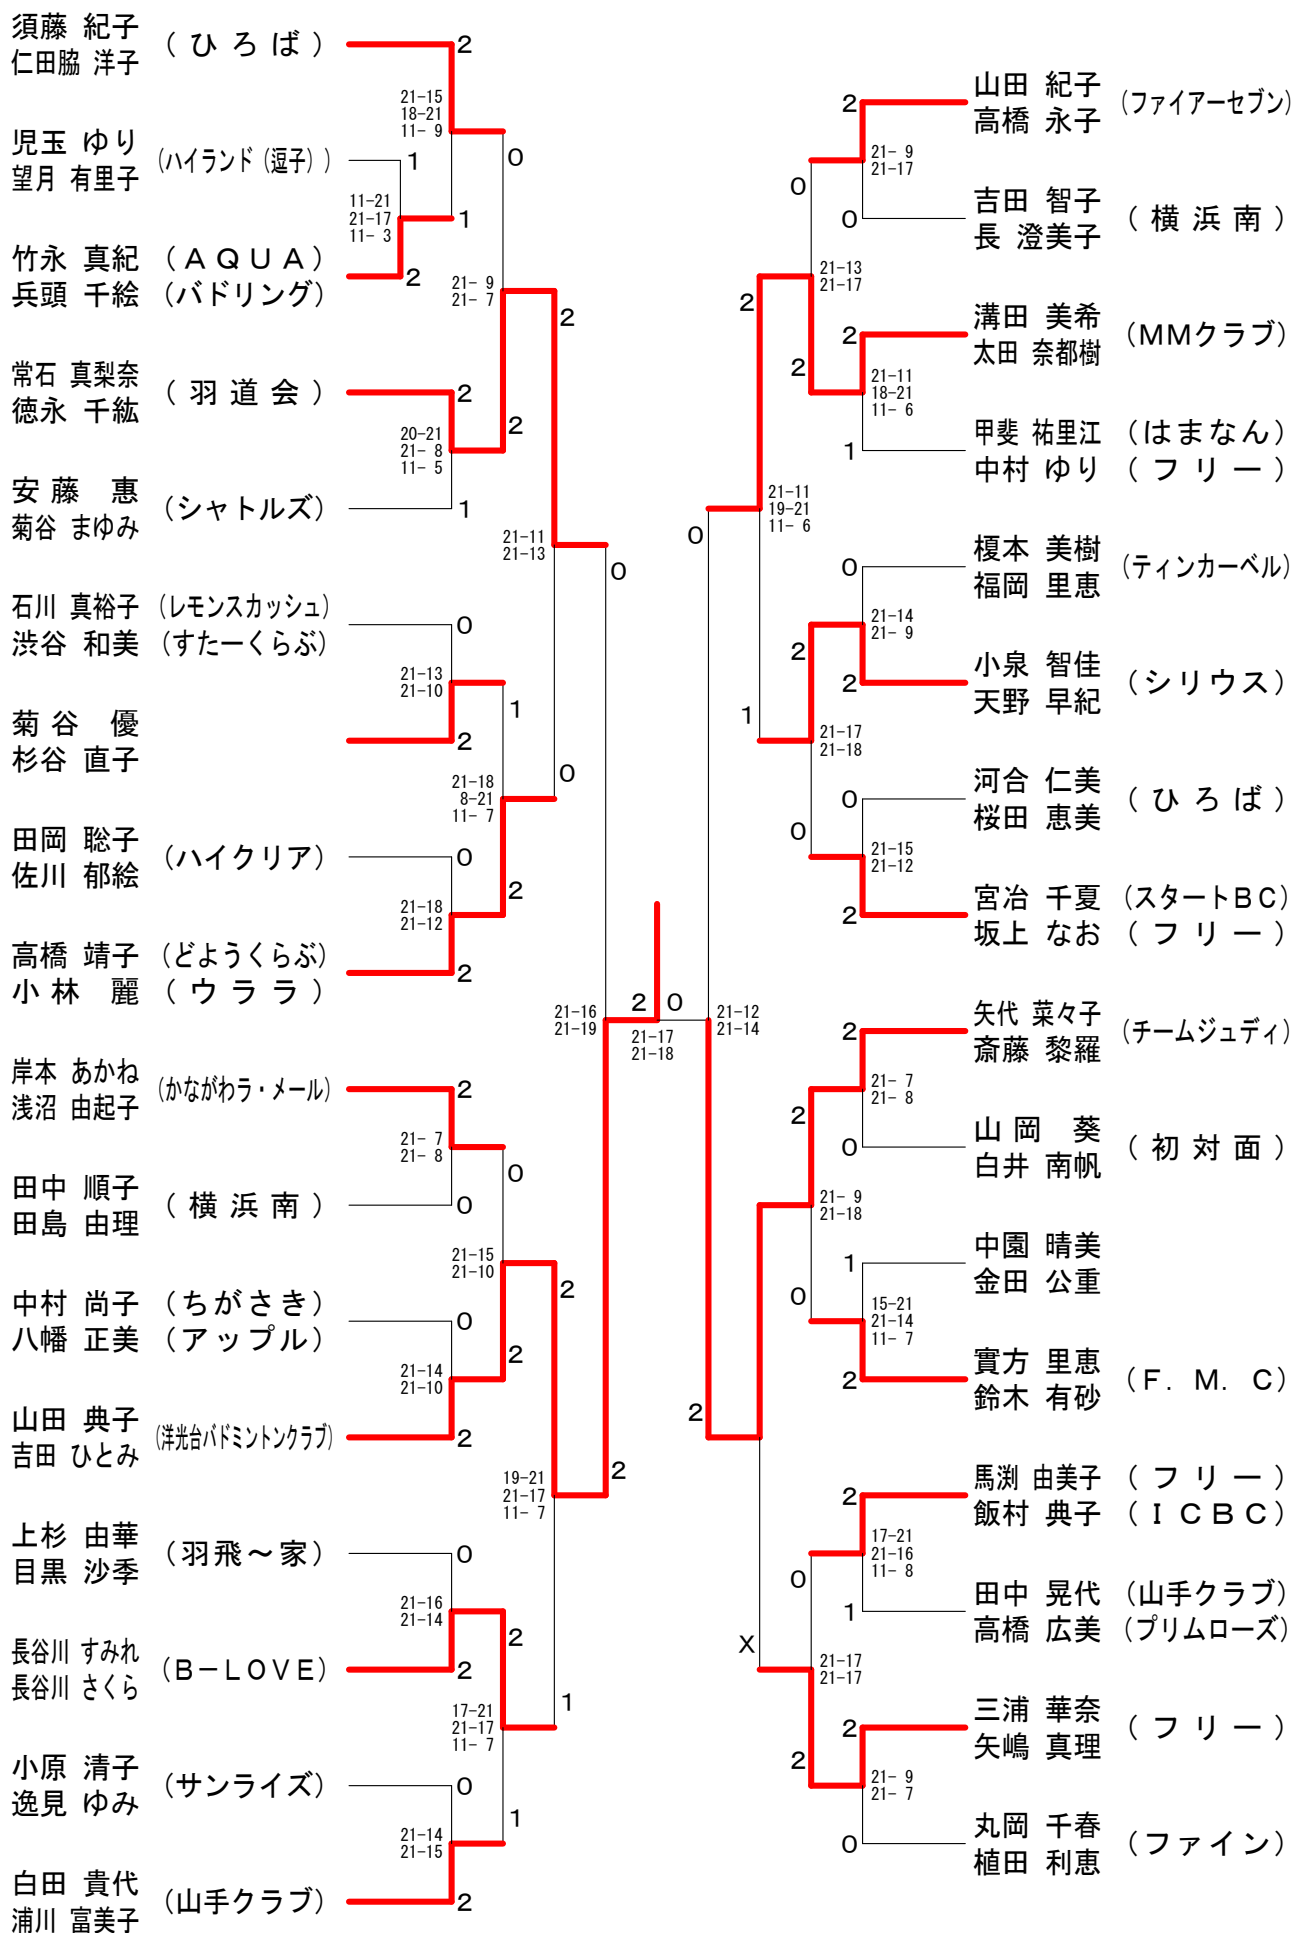 須藤 紀子
仁田脇 洋子
(ひろば)
2
21-15
18-21
11- 9
0
児玉 ゆり
望月 有里子
(ハイランド(逗子))
1
11-21
21-17
11- 3
1
竹永 真紀 (AQUA)
兵頭 千絵 (バドリング)
2
21- 9
21- 7
2
常石 真梨奈
徳永 千紘
(羽道会)
2
20-21
21- 8
11- 5
2
安藤 惠
菊谷 まゆみ
(シャトルズ)
1
21-11
21-13
0
石川 真裕子 (レモンスカッシュ)
渋谷 和美 (すたーくらぶ)
0
21-13
21-10
1
菊谷 優
杉谷 直子
2
21-18
8-21
11- 7
0
田岡 聡子
佐川 郁絵
(ハイクリア)
0
21-18
21-12
2
高橋 靖子 (どようくらぶ)
小林 麗 (ウララ)
2
21-16
21-19
2 0
21-17
21-18
岸本 あかね
浅沼 由起子
(かながわラ・メール)
2
21- 7
21- 8
0
田中 順子
田島 由理
(横浜南)
0
21-15
21-10
2
中村 尚子 (ちがさき)
八幡 正美 (アップル)
0
21-14
21-10
2
山田 典子
吉田 ひとみ
(洋光台バドミントンクラブ)
2
19-21
21-17
11- 7
2
上杉 由華
目黒 沙季
(羽飛～家)
0
21-16
21-14
2
長谷川 すみれ
長谷川 さくら
(B-LOVE)
2
17-21
21-17
11- 7
1
小原 清子
逸見 ゆみ
(サンライズ)
0
21-14
21-15
1
白田 貴代
浦川 富美子
(山手クラブ)
2
山田 紀子
高橋 永子
(ファイアーセブン)
2
21- 9
21-17
0
吉田 智子
長 澄美子
(横浜南)
0
21-13
21-17
2
溝田 美希
太田 奈都樹
(MMクラブ)
2
21-11
18-21
11- 6
2
甲斐 祐里江 (はまなん)
中村 ゆり (フリー)
1
21-11
19-21
11- 6
0
榎本 美樹
福岡 里恵
(ティンカーベル)
0
21-14
21- 9
2
小泉 智佳
天野 早紀
(シリウス)
2
21-17
21-18
1
河合 仁美
桜田 恵美
(ひろば)
0
21-15
21-12
0
宮冶 千夏 (スタートBC)
坂上 なお (フリー)
2
21-12
21-14
矢代 菜々子
斎藤 黎羅
(チームジュディ)
2
21- 7
21- 8
2
山岡 葵
白井 南帆
(初対面)
0
21- 9
21-18
中園 晴美
金田 公重
1
15-21
21-14
11- 7
0
實方 里恵
鈴木 有砂
(F. M. C)
2
2
馬渕 由美子 (フリー)
飯村 典子 (ICBC)
2
17-21
21-16
11- 8
0
田中 晃代 (山手クラブ)
高橋 広美 (プリムローズ)
1
X
21-17
21-17
三浦 華奈
矢嶋 真理
(フリー)
2
2
21- 9
21- 7
丸岡 千春
植田 利恵
(ファイン)
0